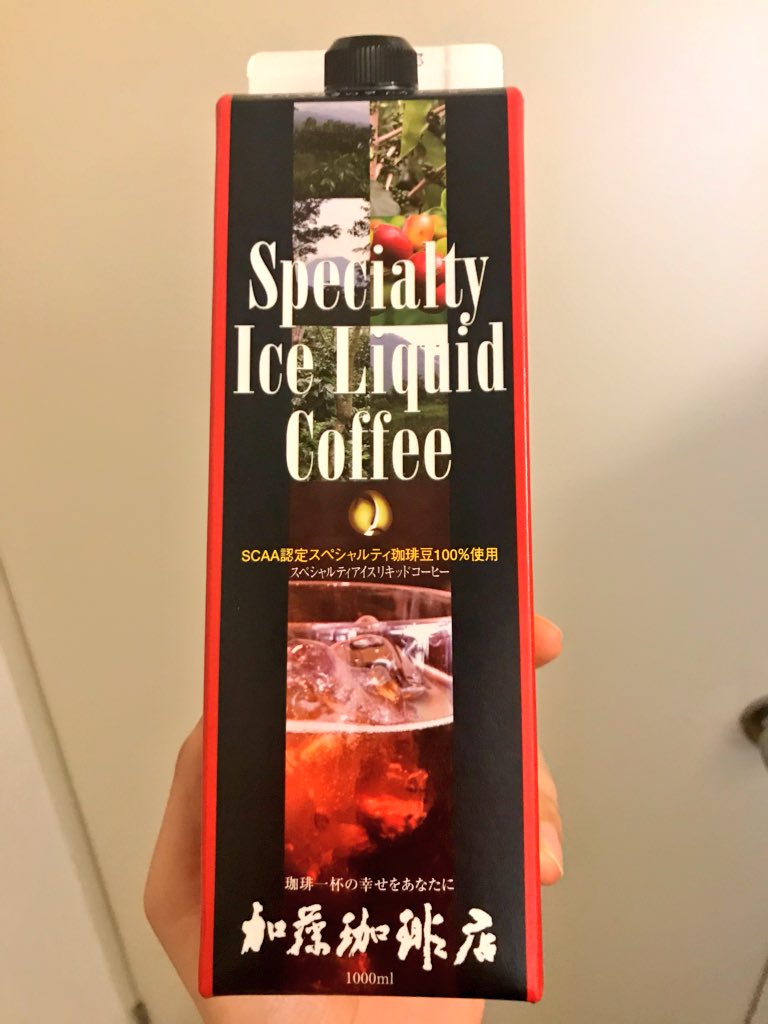 Specialty
Ice Liquid
Coffee
SCAA認定スペシャルティ珈琲豆100%使用
スペシャルティアイスリキッドコーヒー
珈琲一杯の幸せをあなたに
加藤珈琲店
1000ml